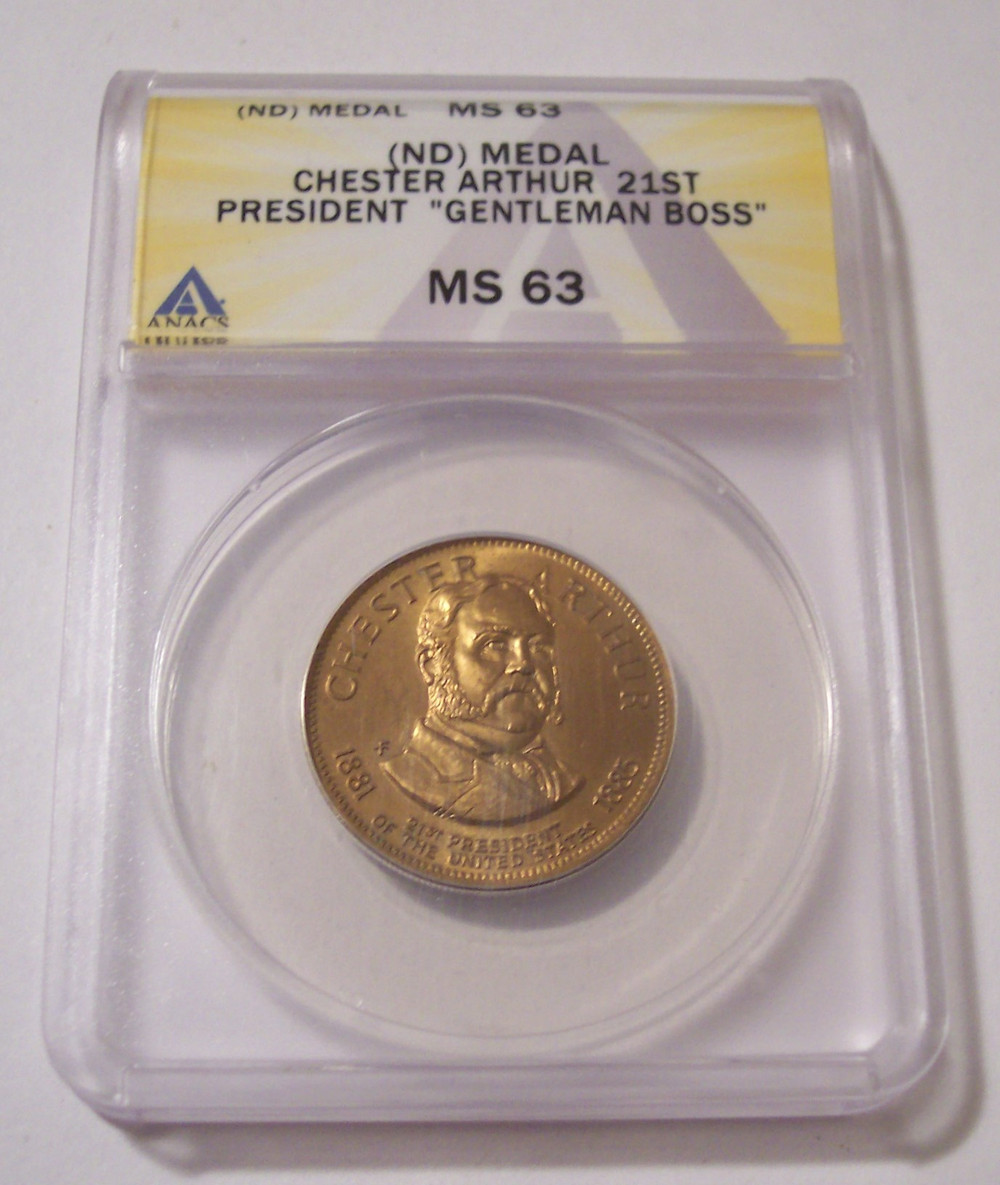 (ND) MEDAL MS 63
(ND) MEDAL
CHESTER ARTHUR 21ST
PRESIDENT "GENTLEMAN BOSS"
MS 63
ANACS
CHESTER ARTHUR
1881 1885
21ST PRESIDENT
OF THE UNITED STATES